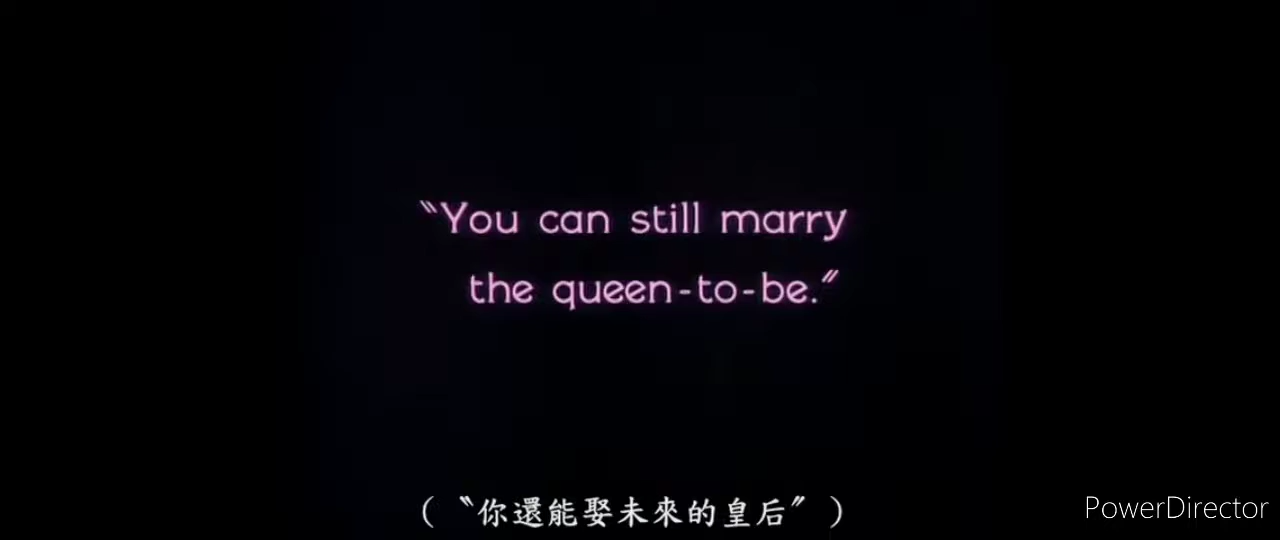 "You can still marry
the queen-to-be."
(〝你還能娶未來的皇后〞)
PowerDirector